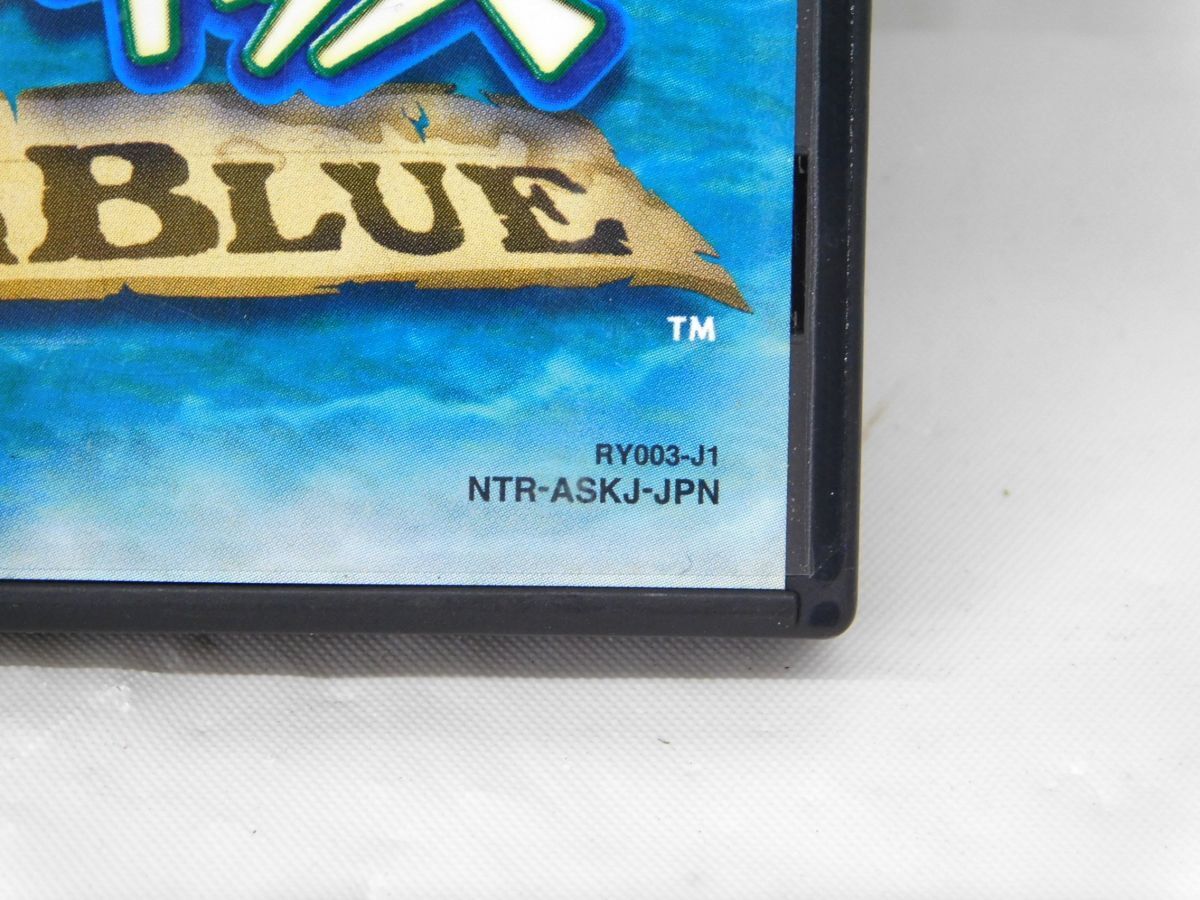 BLUE
TM
RY003-J1
NTR-ASKJ-JPN